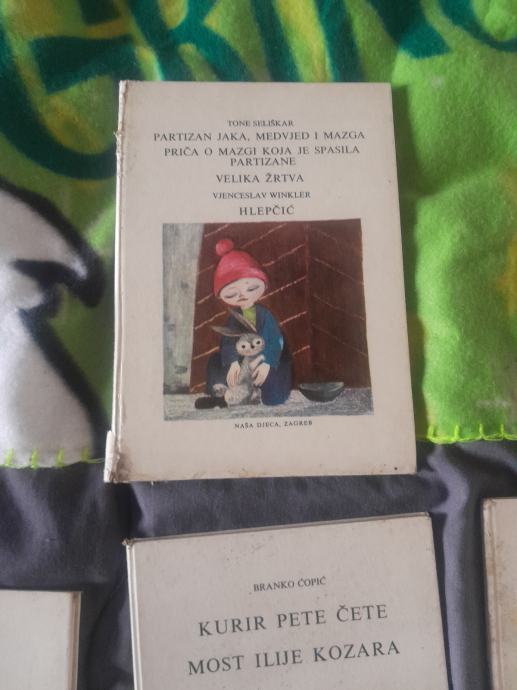 TONE SELIŠKAR
PARTIZAN JAKA, MEDVJED I MAZGA
PRIČA O MAZGI KOJA JE SPASILA
PARTIZANE
VELIKA ŽRTVA
VJENCESLAV WINKLER
HLEPČIĆ
NAŠA DJECA, ZAGREB
BRANKO ĆOPIĆ
KURIR PETE ČETE
MOST ILIJE KOZARA